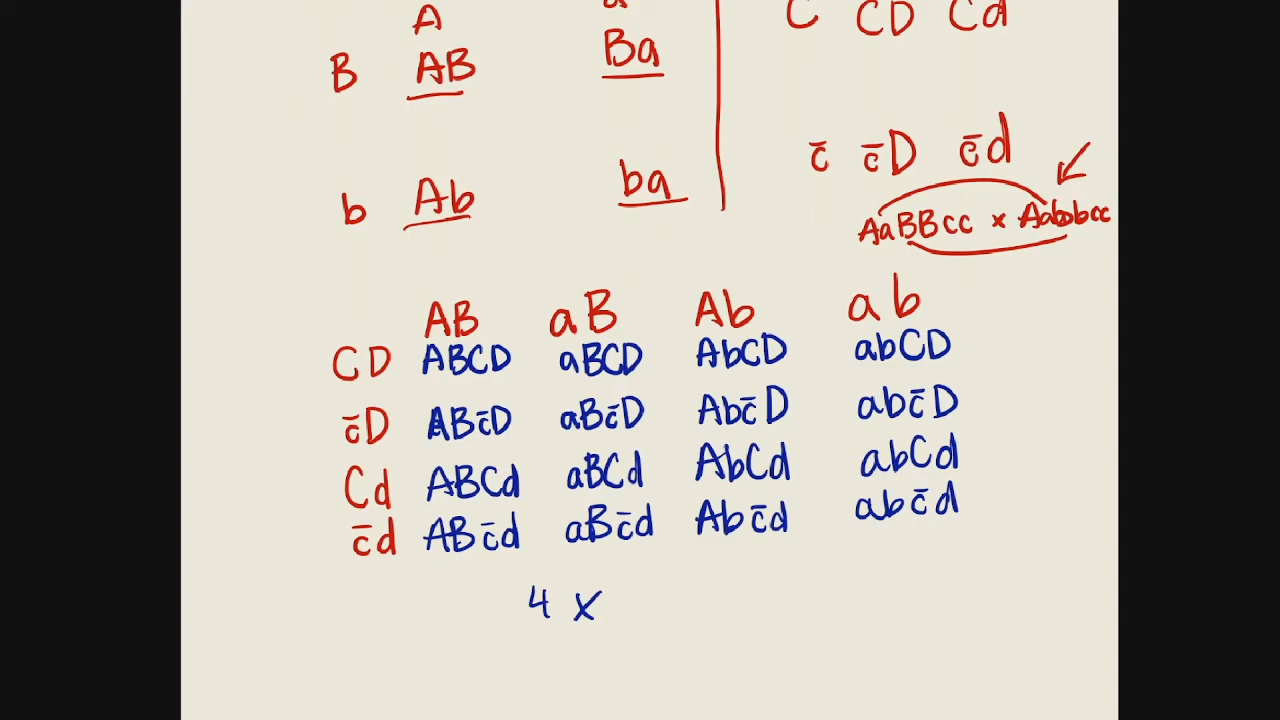 A a
B AB Ba
b Ab ba
C CD Cd
c̄ c̄D c̄d
AaBBcc × Aabbcc
AB aB Ab ab
CD ABCD aBCD AbCD abCD
c̄D ABc̄D aBc̄D Abc̄D abc̄D
Cd ABCd aBCd AbCd abCd
c̄d ABc̄d aBc̄d Abc̄d abc̄d
4 x